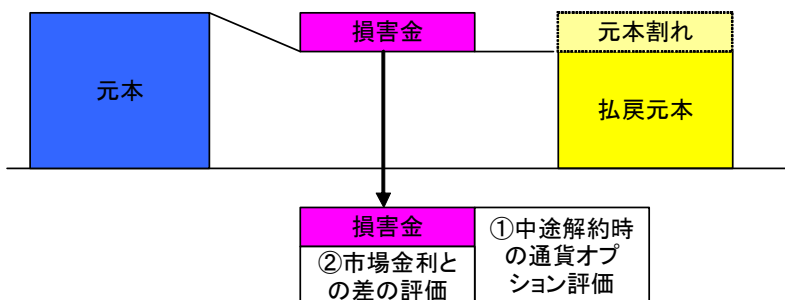 損害金
元本割れ
元本
払戻元本
損害金
①中途解約時
の通貨オプ
ション評価
②市場金利と
の差の評価